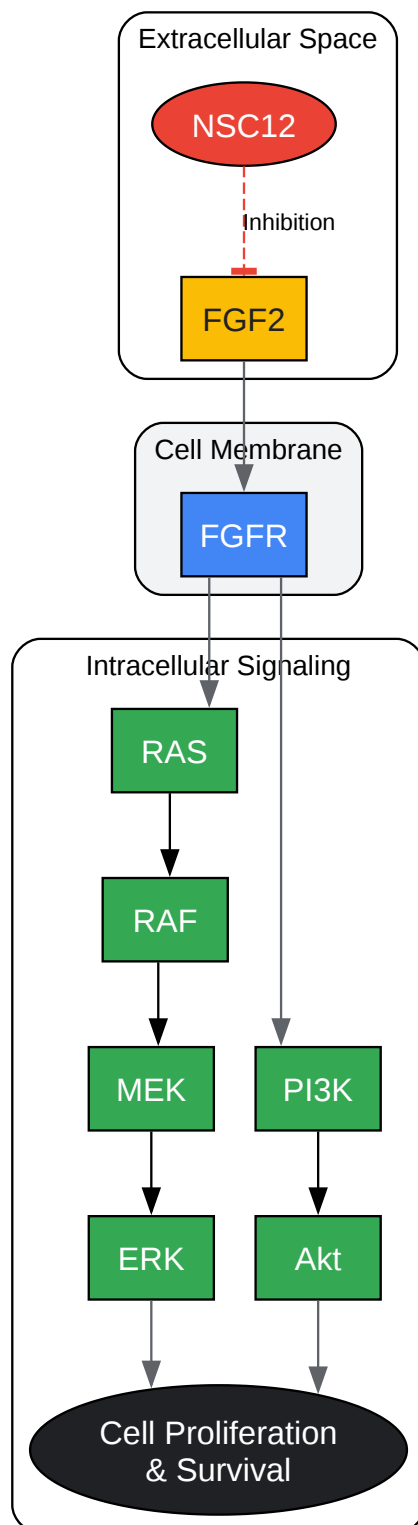 Extracellular Space
NSC12
Inhibition
FGF2
Cell Membrane
FGFR
Intracellular Signaling
RAS
RAF
MEK
PI3K
ERK
Akt
Cell Proliferation
& Survival